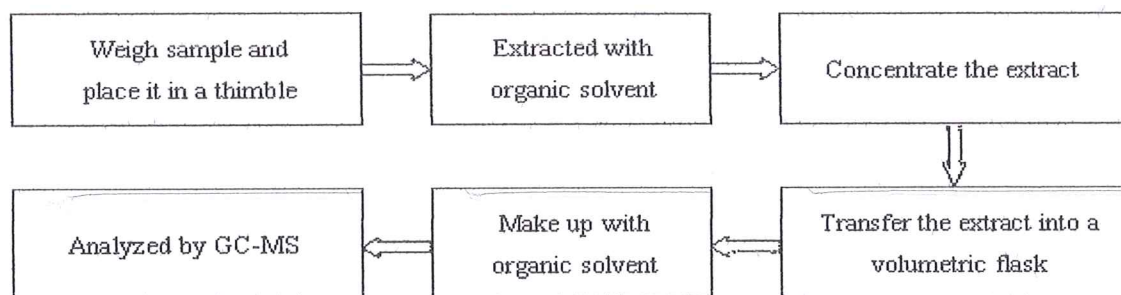 Weigh sample and
place it in a thimble
Extracted with
organic solvent
Concentrate the extract
Transfer the extract into a
volumetric flask
Make up with
organic solvent
Analyzed by GC-MS